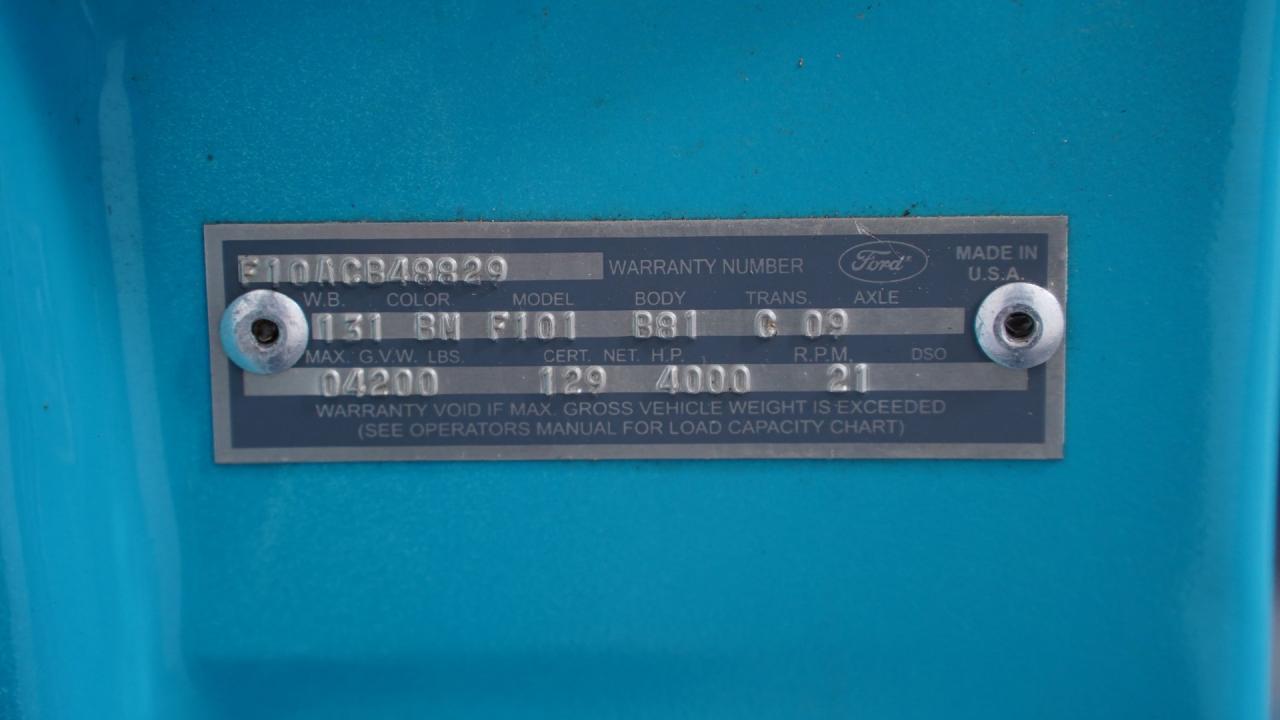 F10ACB48829 WARRANTY NUMBER Ford MADE IN U.S.A.
W.B. COLOR MODEL BODY TRANS. AXLE
131 BM F101 B81 G 09
MAX. G.V.W. LBS. CERT. NET. H.P. R.P.M. DSO
04200 129 4000 21
WARRANTY VOID IF MAX. GROSS VEHICLE WEIGHT IS EXCEEDED
(SEE OPERATORS MANUAL FOR LOAD CAPACITY CHART)